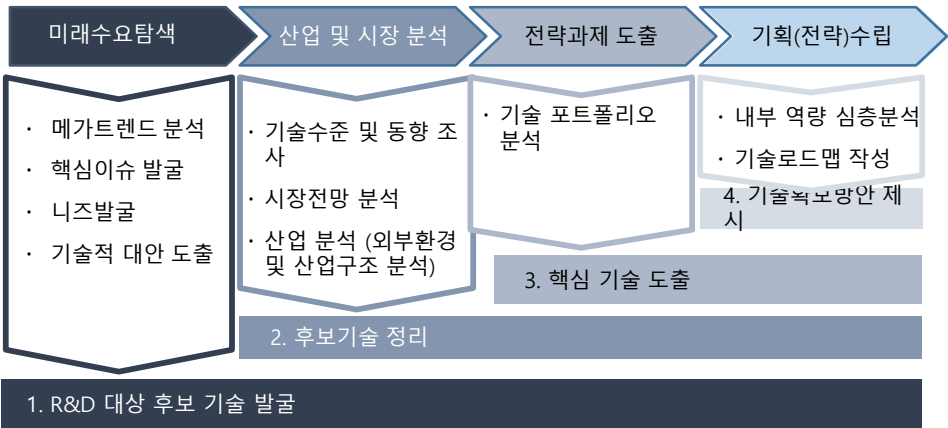 미래수요탐색
산업 및 시장 분석
전략과제 도출
기획(전략)수립
· 메가트렌드 분석
· 핵심이슈 발굴
· 니즈발굴
· 기술적 대안 도출
· 기술수준 및 동향 조
사
· 시장전망 분석
· 산업 분석 (외부환경
및 산업구조 분석)
· 기술 포트폴리오
분석
· 내부 역량 심층분석
· 기술로드맵 작성
4. 기술확보방안 제
시
3. 핵심 기술 도출
2. 후보기술 정리
1. R&D 대상 후보 기술 발굴